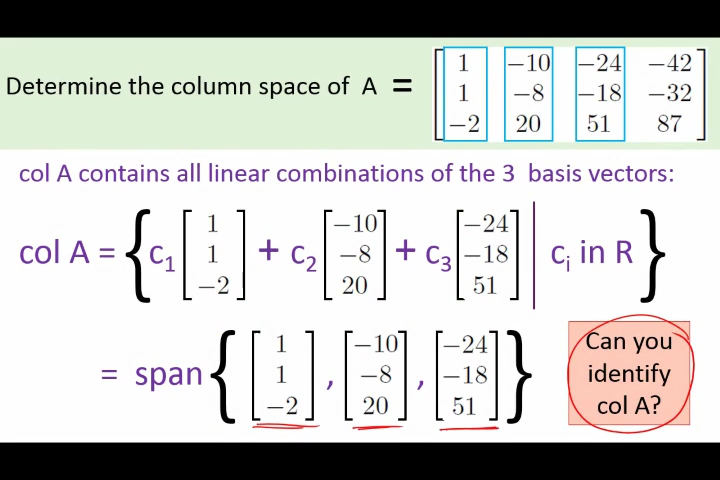 Determine the column space of A =
1 -10 -24 -42
1 -8 -18 -32
-2 20 51 87
col A contains all linear combinations of the 3 basis vectors:
col A = { c₁ [1 1 -2] + c₂ [-10 -8 20] + c₃ [-24 -18 51] | cᵢ in R }
= span { [1 1 -2] , [-10 -8 20] , [-24 -18 51] }
Can you
identify
col A?